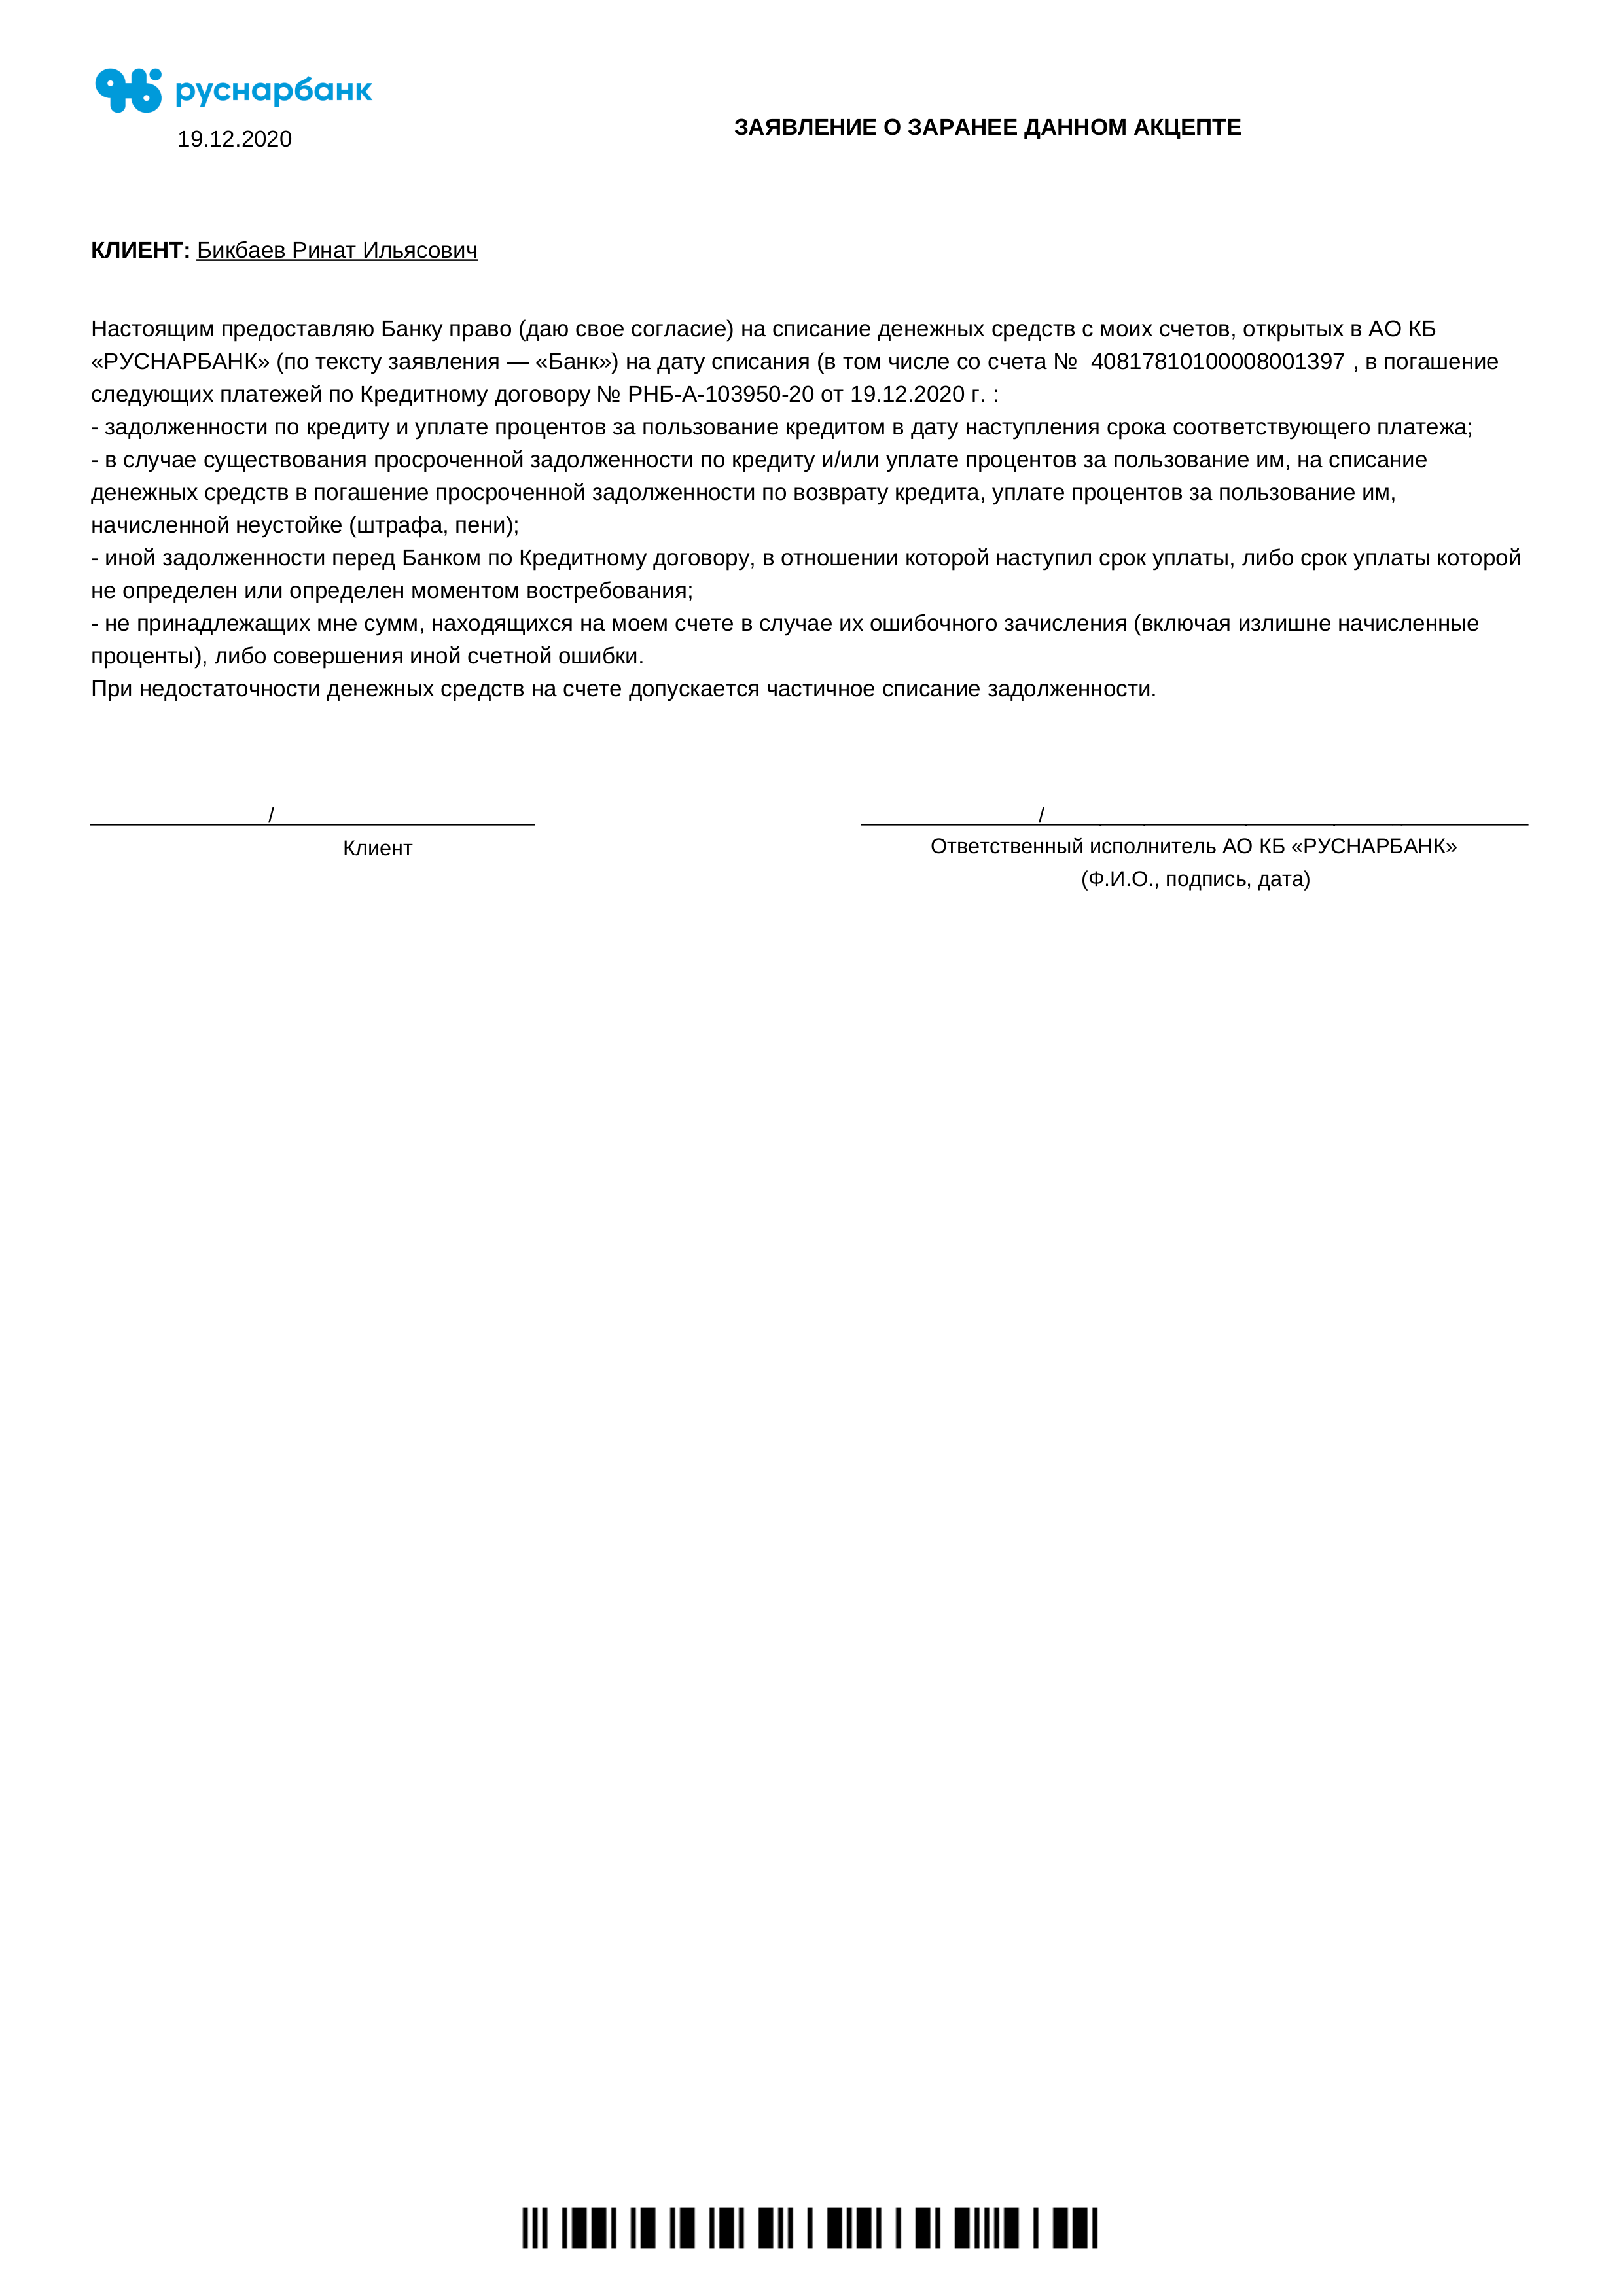 руснарбанк
19.12.2020
ЗАЯВЛЕНИЕ О ЗАРАНЕЕ ДАННОМ АКЦЕПТЕ
КЛИЕНТ: Бикбаев Ринат Ильясович
Настоящим предоставляю Банку право (даю свое согласие) на списание денежных средств с моих счетов, открытых в АО КБ
«РУСНАРБАНК» (по тексту заявления — «Банк») на дату списания (в том числе со счета № 40817810100008001397 , в погашение
следующих платежей по Кредитному договору № РНБ-А-103950-20 от 19.12.2020 г. :
- задолженности по кредиту и уплате процентов за пользование кредитом в дату наступления срока соответствующего платежа;
- в случае существования просроченной задолженности по кредиту и/или уплате процентов за пользование им, на списание
денежных средств в погашение просроченной задолженности по возврату кредита, уплате процентов за пользование им,
начисленной неустойке (штрафа, пени);
- иной задолженности перед Банком по Кредитному договору, в отношении которой наступил срок уплаты, либо срок уплаты которой
не определен или определен моментом востребования;
- не принадлежащих мне сумм, находящихся на моем счете в случае их ошибочного зачисления (включая излишне начисленные
проценты), либо совершения иной счетной ошибки.
При недостаточности денежных средств на счете допускается частичное списание задолженности.
/ /
Клиент Ответственный исполнитель АО КБ «РУСНАРБАНК»
(Ф.И.О., подпись, дата)